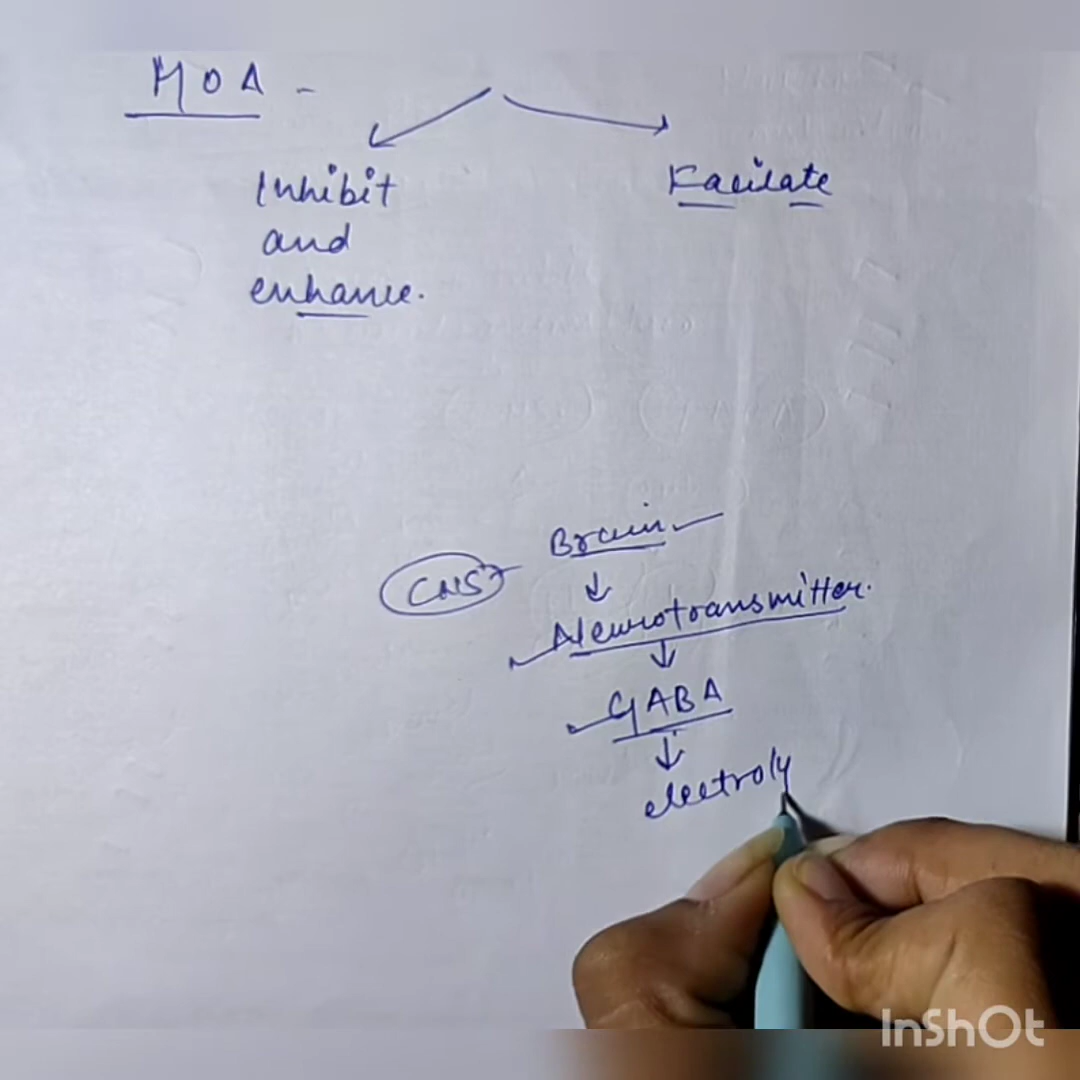 MOA -
Inhibit
and
enhance.
Facilate
Brain
CNS
Neurotransmitter.
GABA
electroly
InShOt